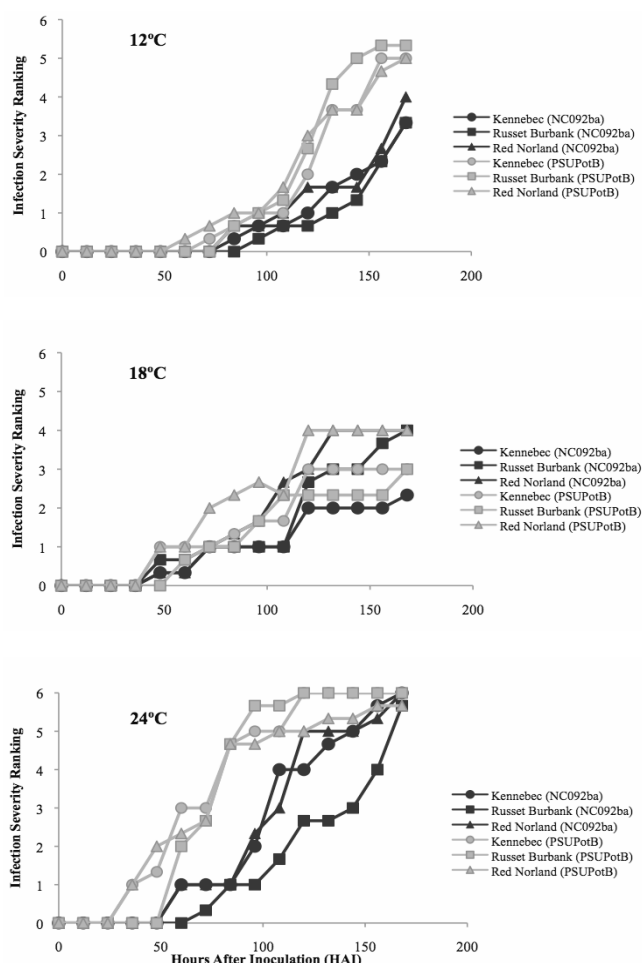 12ºC
Infection Severity Ranking
6
5
4
3
2
1
0
0 50 100 150 200
Kennebec (NC092ba)
Russet Burbank (NC092ba)
Red Norland (NC092ba)
Kennebec (PSUPotB)
Russet Burbank (PSUPotB)
Red Norland (PSUPotB)
18ºC
Infection Severity Ranking
6
5
4
3
2
1
0
0 50 100 150 200
Kennebec (NC092ba)
Russet Burbank (NC092ba)
Red Norland (NC092ba)
Kennebec (PSUPotB)
Russet Burbank (PSUPotB)
Red Norland (PSUPotB)
24ºC
Infection Severity Ranking
6
5
4
3
2
1
0
0 50 100 150 200
Hours After Inoculation (HAI)
Kennebec (NC092ba)
Russet Burbank (NC092ba)
Red Norland (NC092ba)
Kennebec (PSUPotB)
Russet Burbank (PSUPotB)
Red Norland (PSUPotB)